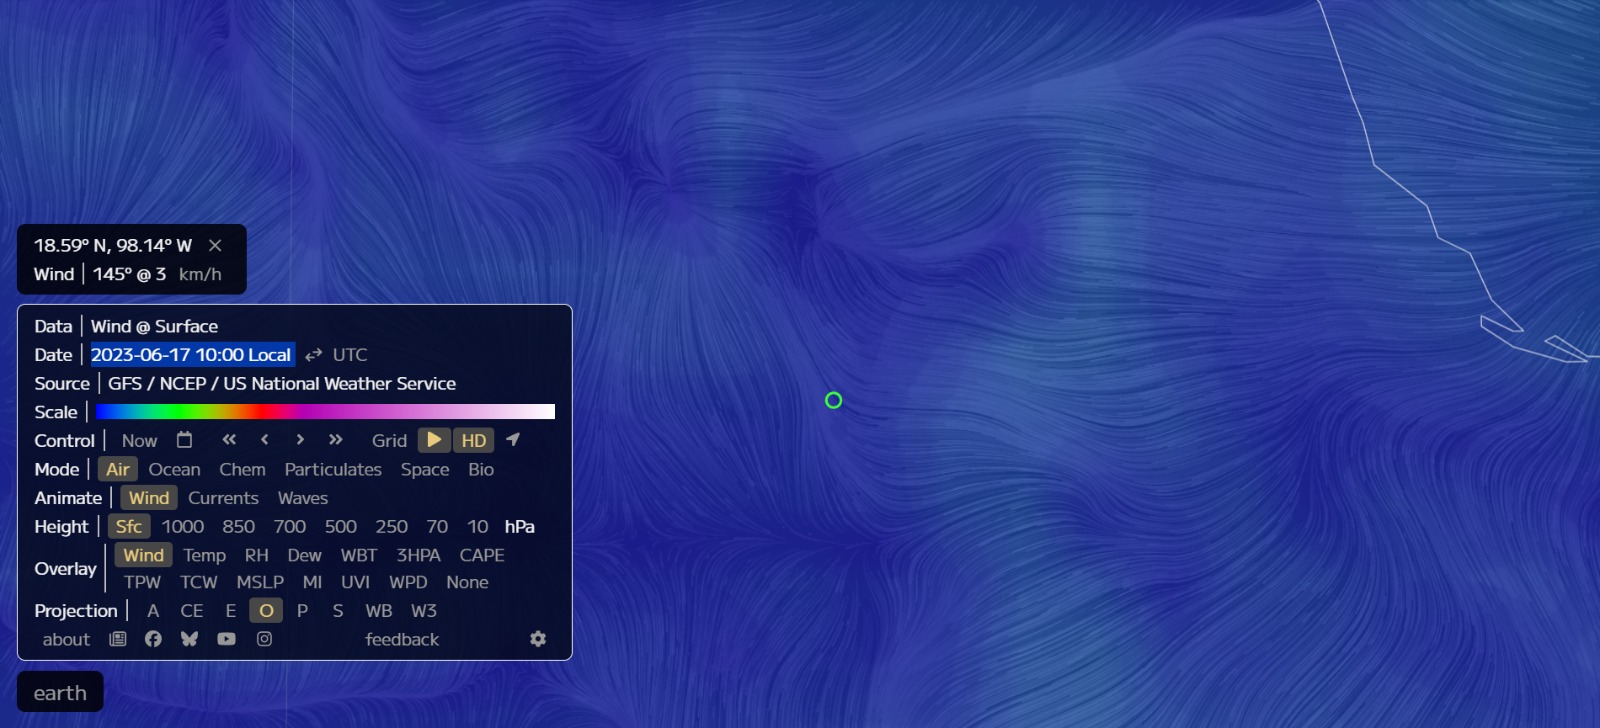 18.59° N, 98.14° W ×
Wind | 145° @ 3 km/h
Data | Wind @ Surface
Date | 2023-06-17 10:00 Local ⇄ UTC
Source | GFS / NCEP / US National Weather Service
Scale |
Control | Now « ‹ › » Grid HD
Mode | Air Ocean Chem Particulates Space Bio
Animate | Wind Currents Waves
Height | Sfc 1000 850 700 500 250 70 10 hPa
Overlay | Wind Temp RH Dew WBT 3HPA CAPE
TPW TCW MSLP MI UVI WPD None
Projection | A CE E O P S WB W3
about feedback
earth